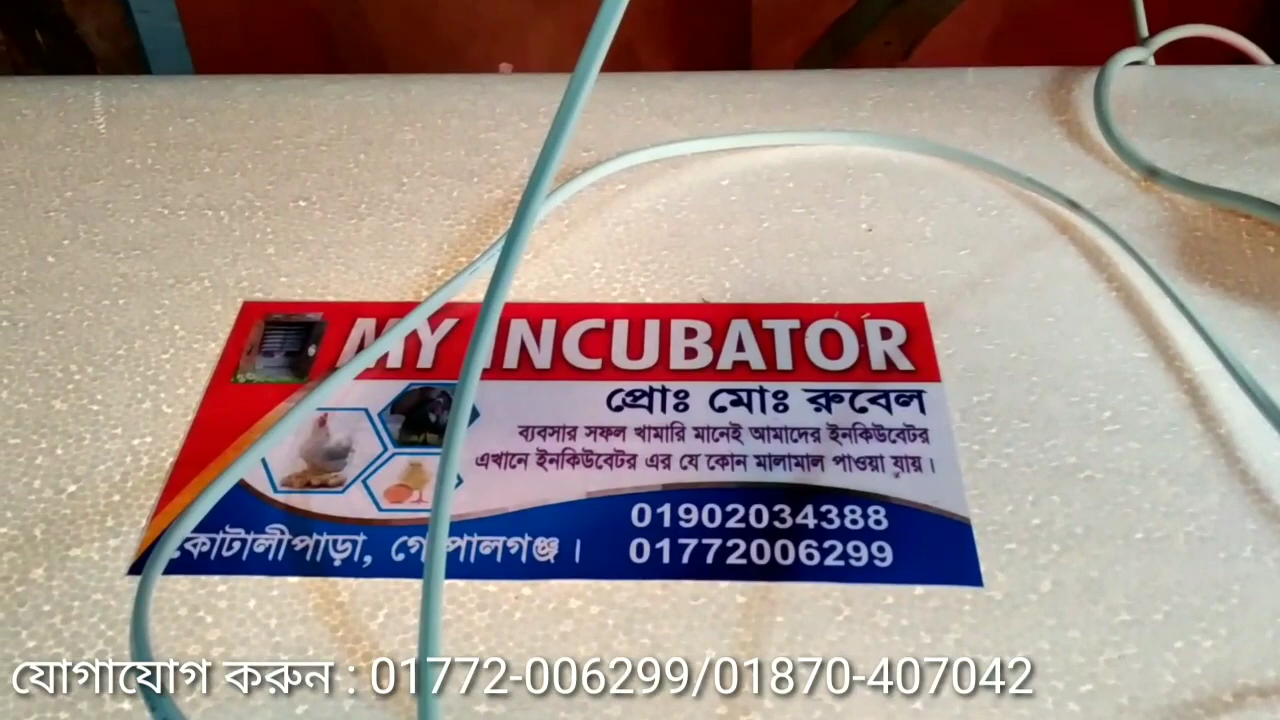 MY INCUBATOR
প্রোঃ মোঃ রুবেল
ব্যবসার সফল খামারি মানেই আমাদের ইনকিউবেটর
এখানে ইনকিউবেটর এর যে কোন মালামাল পাওয়া যায়।
01902034388
কোটালীপাড়া, গোপালগঞ্জ। 01772006299
যোগাযোগ করুন : 01772-006299/01870-407042